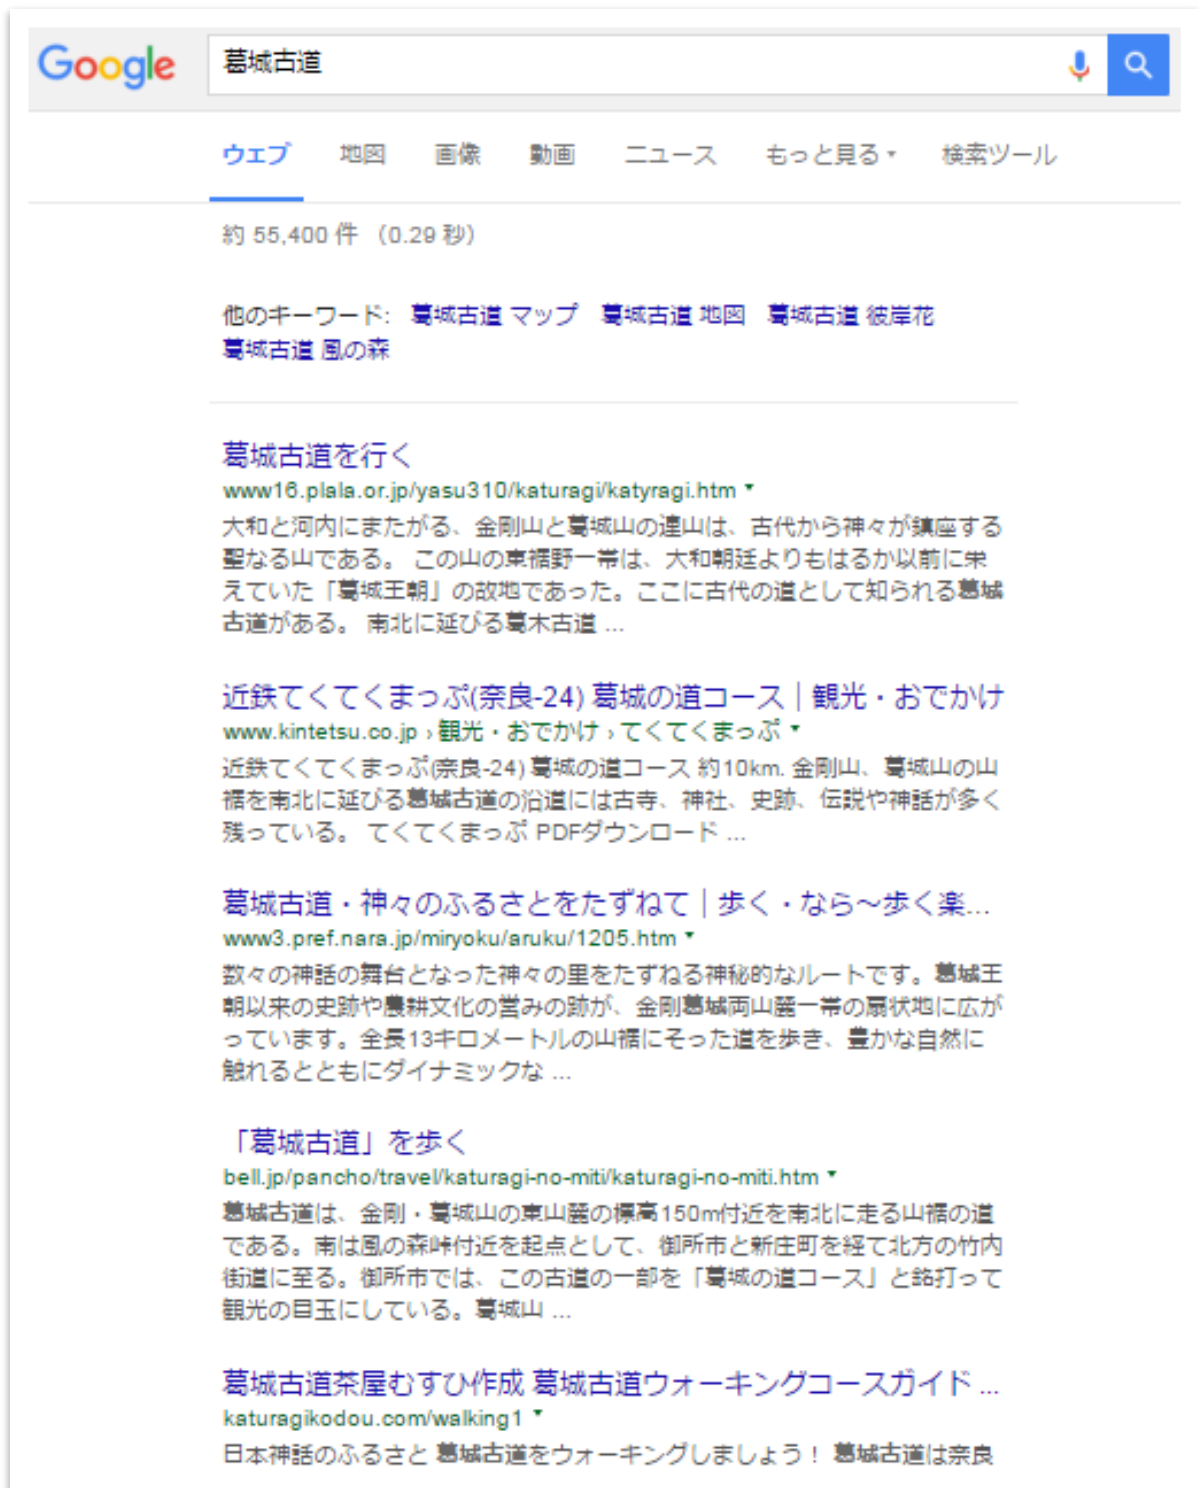 Google 葛城古道
ウェブ 地図 画像 動画 ニュース もっと見る 検索ツール
約 55,400 件 （0.29 秒）
他のキーワード: 葛城古道 マップ 葛城古道 地図 葛城古道 彼岸花
葛城古道 風の森
葛城古道を行く
www16.plala.or.jp/yasu310/katuragi/katyragi.htm
大和と河内にまたがる、金剛山と葛城山の連山は、古代から神々が鎮座する
聖なる山である。 この山の東裾野一帯は、大和朝廷よりもはるか以前に栄
えていた「葛城王朝」の故地であった。ここに古代の道として知られる葛城
古道がある。 南北に延びる葛木古道 ...
近鉄てくてくまっぷ(奈良-24) 葛城の道コース｜観光・おでかけ
www.kintetsu.co.jp › 観光・おでかけ › てくてくまっぷ
近鉄てくてくまっぷ(奈良-24) 葛城の道コース 約10km. 金剛山、葛城山の山
裾を南北に延びる葛城古道の沿道には古寺、神社、史跡、伝説や神話が多く
残っている。 てくてくまっぷ PDFダウンロード ...
葛城古道・神々のふるさとをたずねて｜歩く・なら～歩く楽...
www3.pref.nara.jp/miryoku/aruku/1205.htm
数々の神話の舞台となった神々の里をたずねる神秘的なルートです。葛城王
朝以来の史跡や農耕文化の営みの跡が、金剛葛城両山麓一帯の扇状地に広が
っています。全長13キロメートルの山裾にそった道を歩き、豊かな自然に
触れるとともにダイナミックな ...
「葛城古道」を歩く
bell.jp/pancho/travel/katuragi-no-miti/katuragi-no-miti.htm
葛城古道は、金剛・葛城山の東山麓の標高150m付近を南北に走る山裾の道
である。南は風の森峠付近を起点として、御所市と新庄町を経て北方の竹内
街道に至る。御所市では、この古道の一部を「葛城の道コース」と銘打って
観光の目玉にしている。葛城山 ...
葛城古道茶屋むすひ作成 葛城古道ウォーキングコースガイド ...
katuragikodou.com/walking1
日本神話のふるさと 葛城古道をウォーキングしましょう！ 葛城古道は奈良